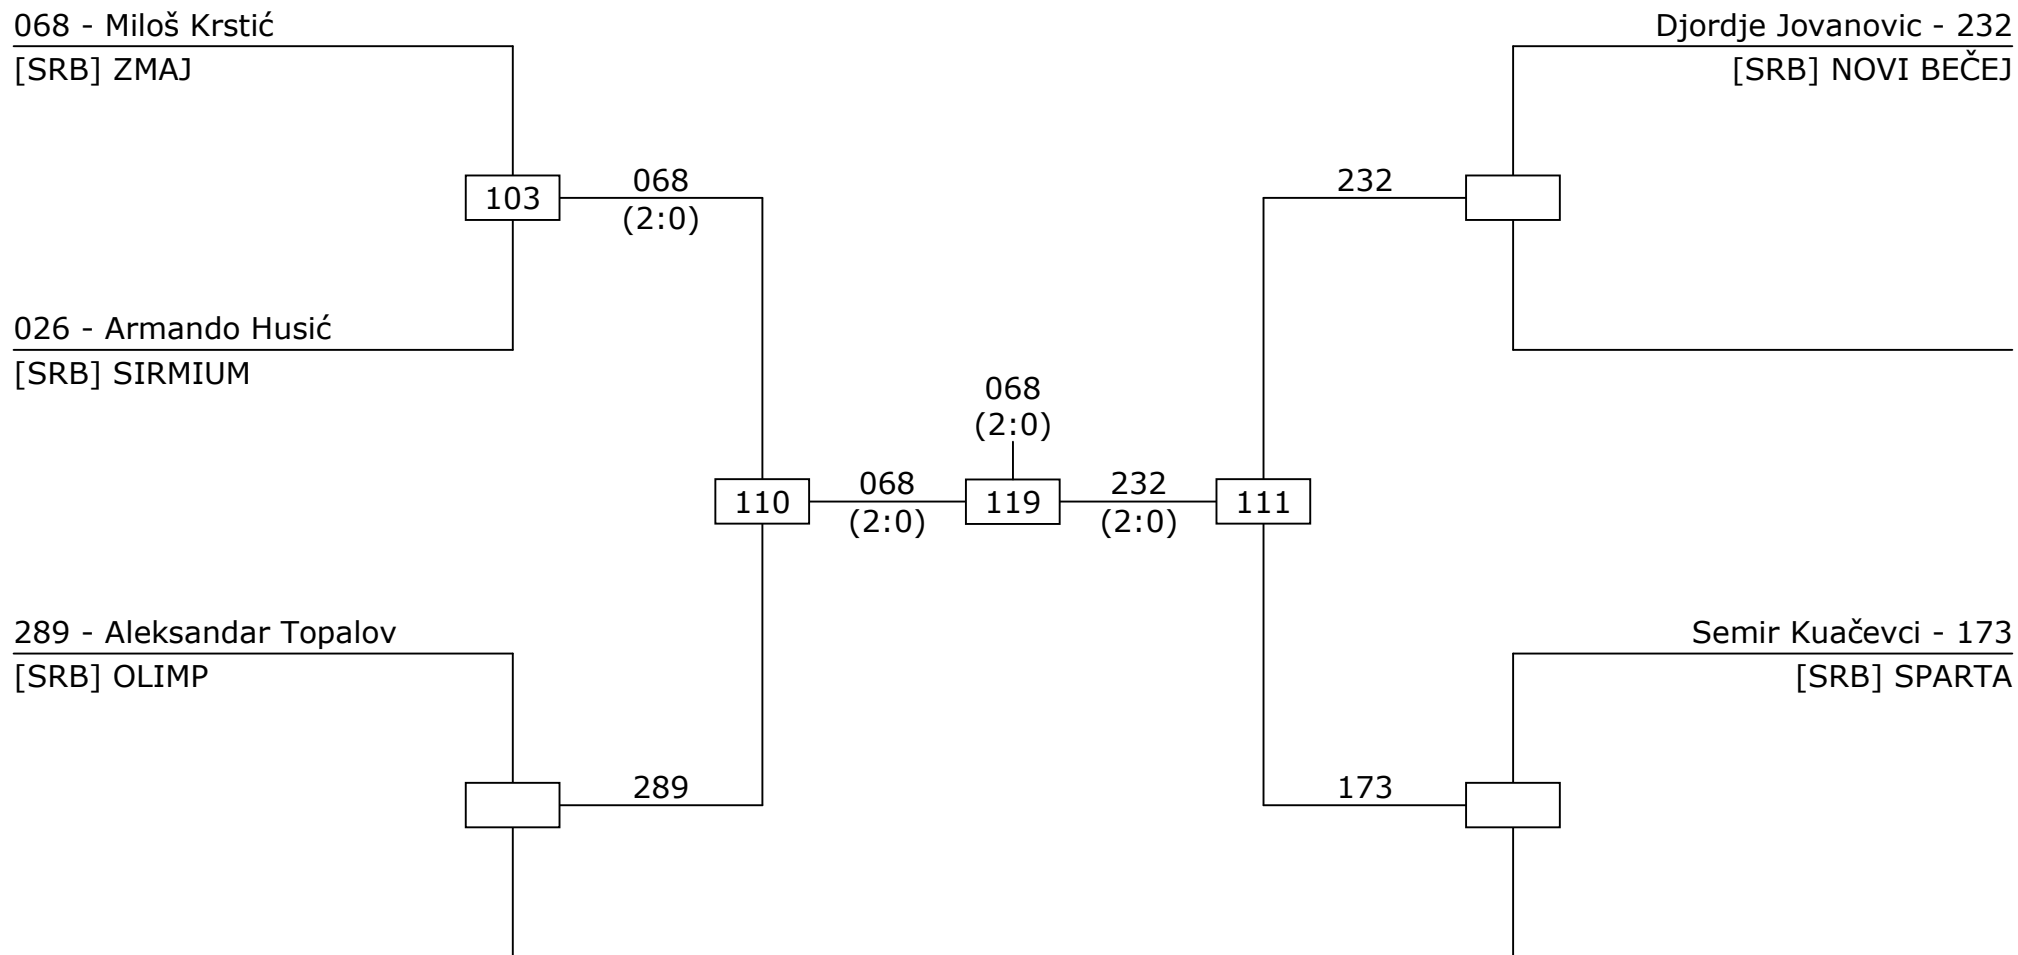 068 - Miloš Krstić
[SRB] ZMAJ
Djordje Jovanovic - 232
[SRB] NOVI BEČEJ
103
068
(2:0)
232
026 - Armando Husić
[SRB] SIRMIUM
068
(2:0)
110
068
(2:0)
119
232
(2:0)
111
289 - Aleksandar Topalov
[SRB] OLIMP
Semir Kuačevci - 173
[SRB] SPARTA
289
173